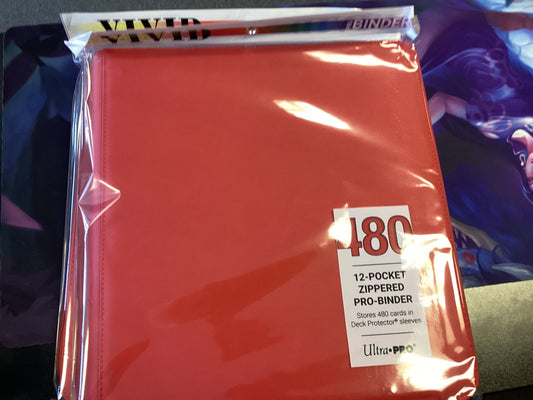 VIVID
BINDER
480
12-POCKET
ZIPPERED
PRO-BINDER
Stores 480 cards in
Deck Protector® sleeves
Ultra•PRO®